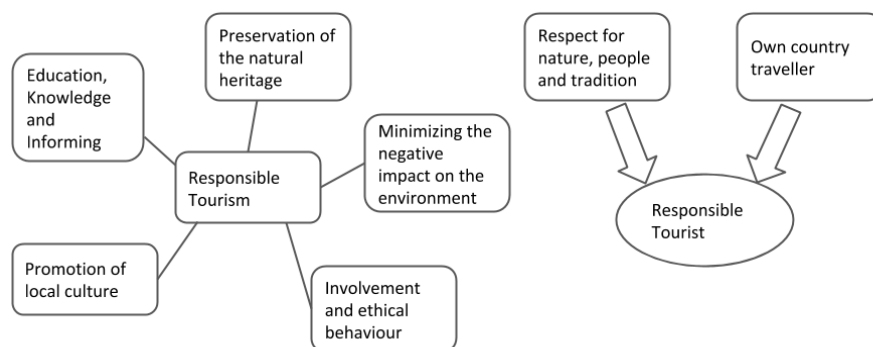 Preservation of
the natural
heritage
Education,
Knowledge
and
Informing
Minimizing the
negative
impact on the
environment
Responsible
Tourism
Promotion of
local culture
Involvement
and ethical
behaviour
Respect for
nature, people
and tradition
Own country
traveller
Responsible
Tourist